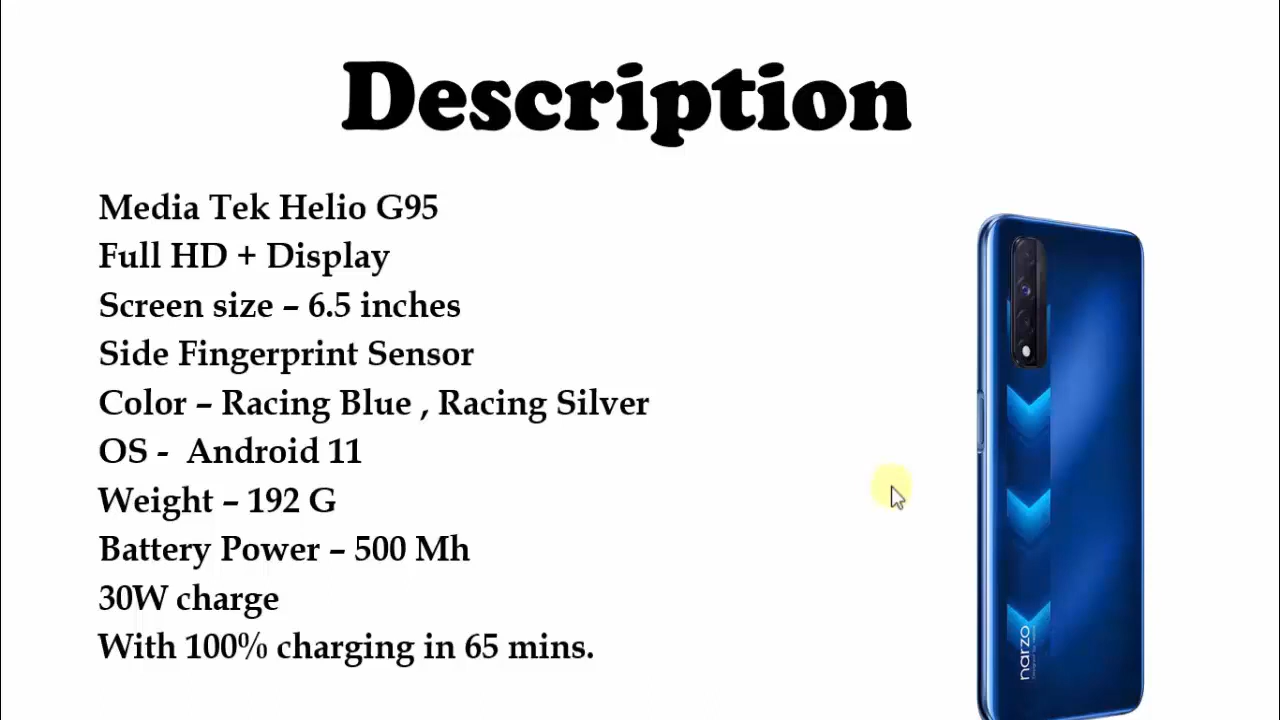 Description
Media Tek Helio G95
Full HD + Display
Screen size – 6.5 inches
Side Fingerprint Sensor
Color – Racing Blue , Racing Silver
OS -  Android 11
Weight – 192 G
Battery Power – 500 Mh
30W charge
With 100% charging in 65 mins.
narzo